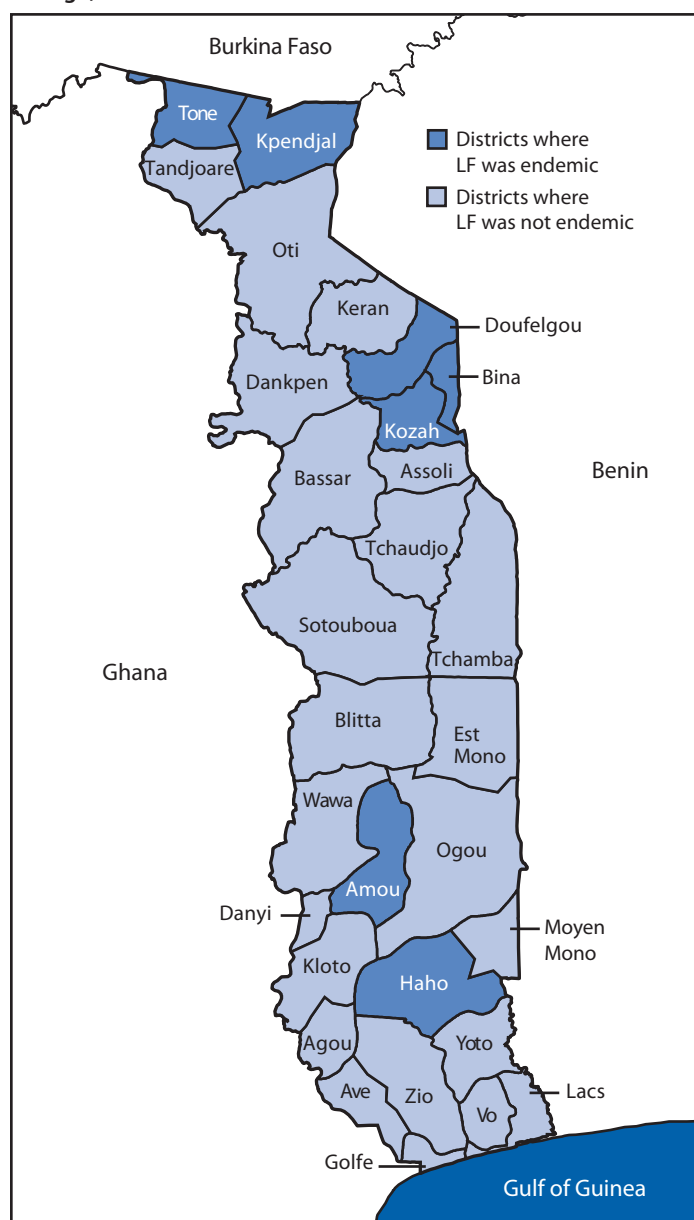 Burkina Faso
Tone
Kpendjal
Districts where
LF was endemic
Tandjoare
Districts where
LF was not endemic
Oti
Keran
Doufelgou
Dankpen
Bina
Kozah
Bassar
Assoli
Benin
Tchaudjo
Sotouboua
Ghana
Tchamba
Blitta
Est
Mono
Wawa
Ogou
Amou
Danyi
Moyen
Mono
Kloto
Haho
Agou
Yoto
Ave
Zio
Vo
Lacs
Golfe
Gulf of Guinea